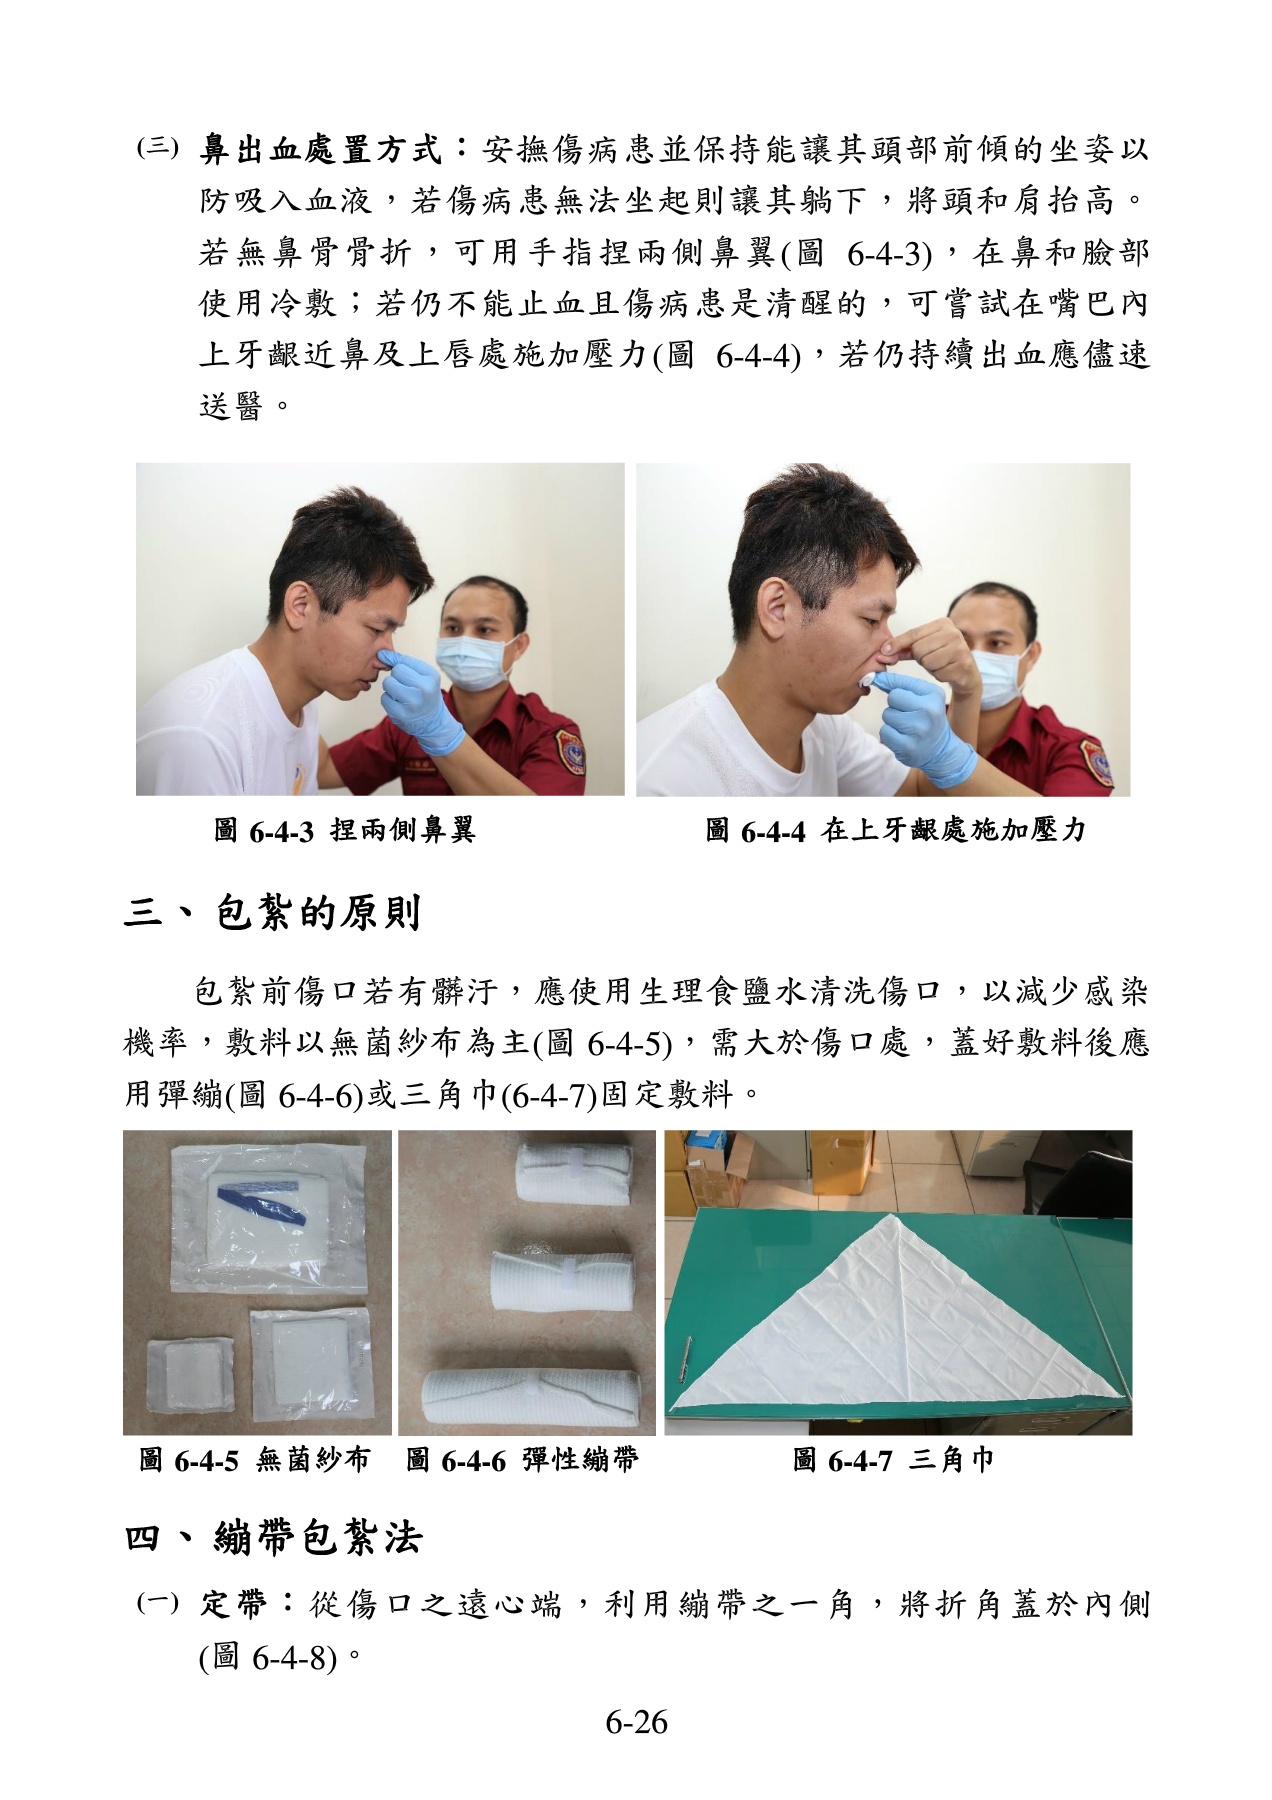 (三) 鼻出血處置方式：安撫傷病患並保持能讓其頭部前傾的坐姿以
防吸入血液，若傷病患無法坐起則讓其躺下，將頭和肩抬高。
若無鼻骨骨折，可用手指捏兩側鼻翼(圖 6-4-3)，在鼻和臉部
使用冷敷；若仍不能止血且傷病患是清醒的，可嘗試在嘴巴內
上牙齦近鼻及上唇處施加壓力(圖 6-4-4)，若仍持續出血應儘速
送醫。
圖 6-4-3 捏兩側鼻翼
圖 6-4-4 在上牙齦處施加壓力
三、包紮的原則
包紮前傷口若有髒汙，應使用生理食鹽水清洗傷口，以減少感染
機率，敷料以無菌紗布為主(圖 6-4-5)，需大於傷口處，蓋好敷料後應
用彈繃(圖 6-4-6)或三角巾(6-4-7)固定敷料。
圖 6-4-5 無菌紗布
圖 6-4-6 彈性繃帶
圖 6-4-7 三角巾
四、繃帶包紮法
(一) 定帶：從傷口之遠心端，利用繃帶之一角，將折角蓋於內側
(圖 6-4-8)。
6-26